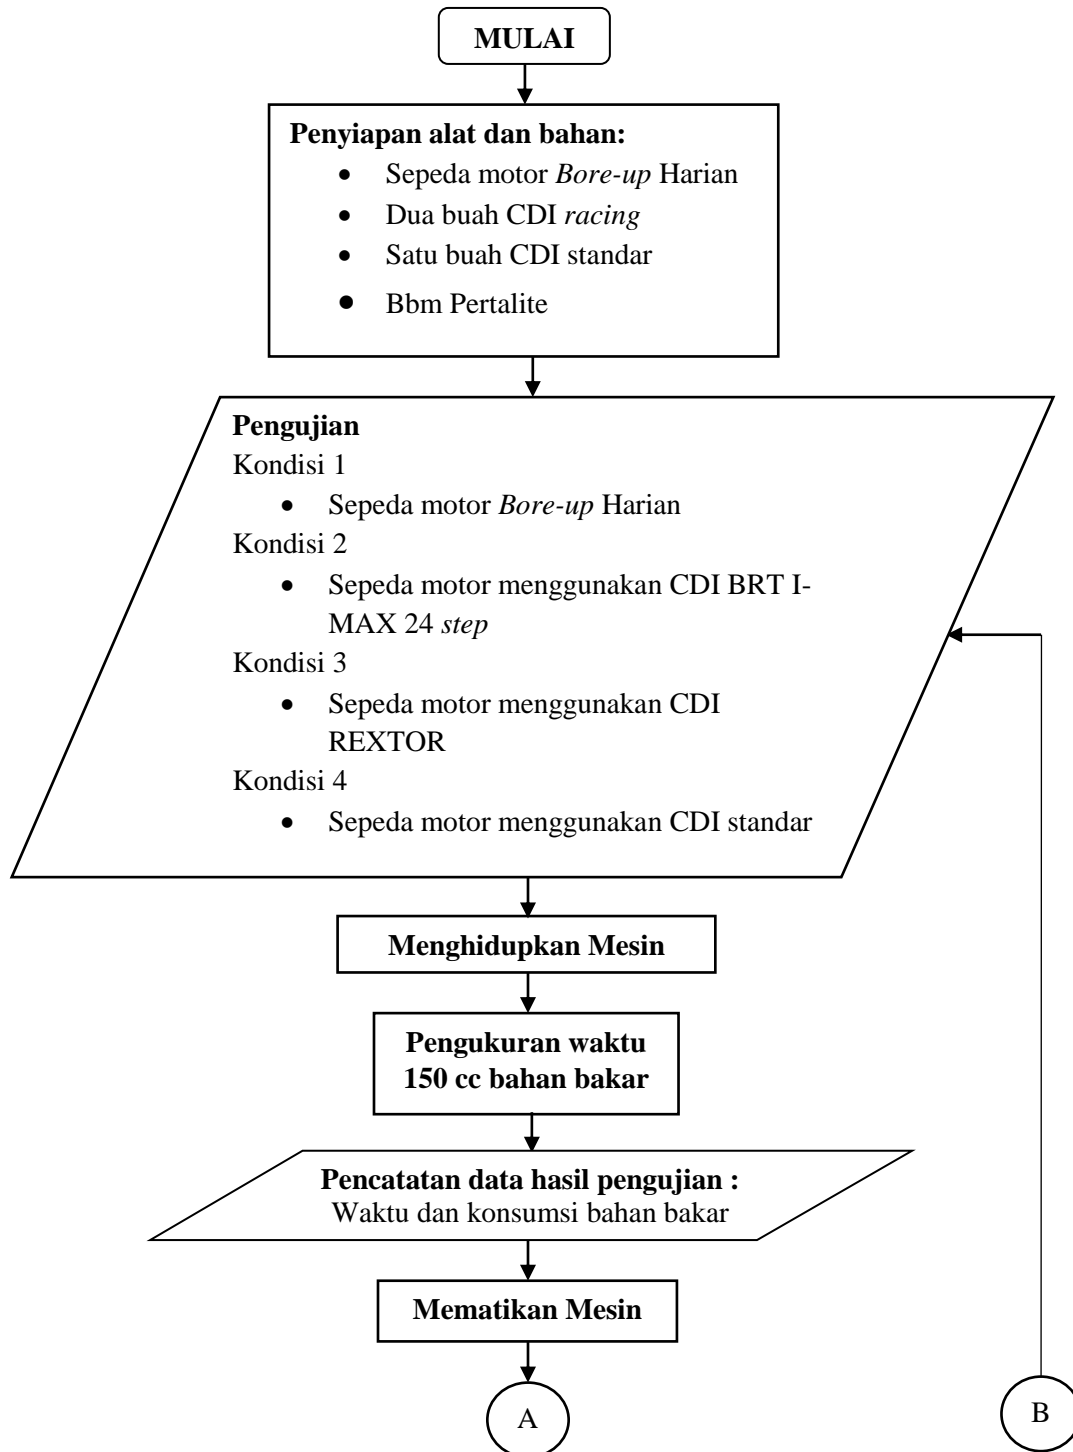 MULAI
Penyiapan alat dan bahan:
• Sepeda motor Bore-up Harian
• Dua buah CDI racing
• Satu buah CDI standar
• Bbm Pertalite
Pengujian
Kondisi 1
• Sepeda motor Bore-up Harian
Kondisi 2
• Sepeda motor menggunakan CDI BRT I-
MAX 24 step
Kondisi 3
• Sepeda motor menggunakan CDI
REXTOR
Kondisi 4
• Sepeda motor menggunakan CDI standar
Menghidupkan Mesin
Pengukuran waktu
150 cc bahan bakar
Pencatatan data hasil pengujian :
Waktu dan konsumsi bahan bakar
Mematikan Mesin
A
B